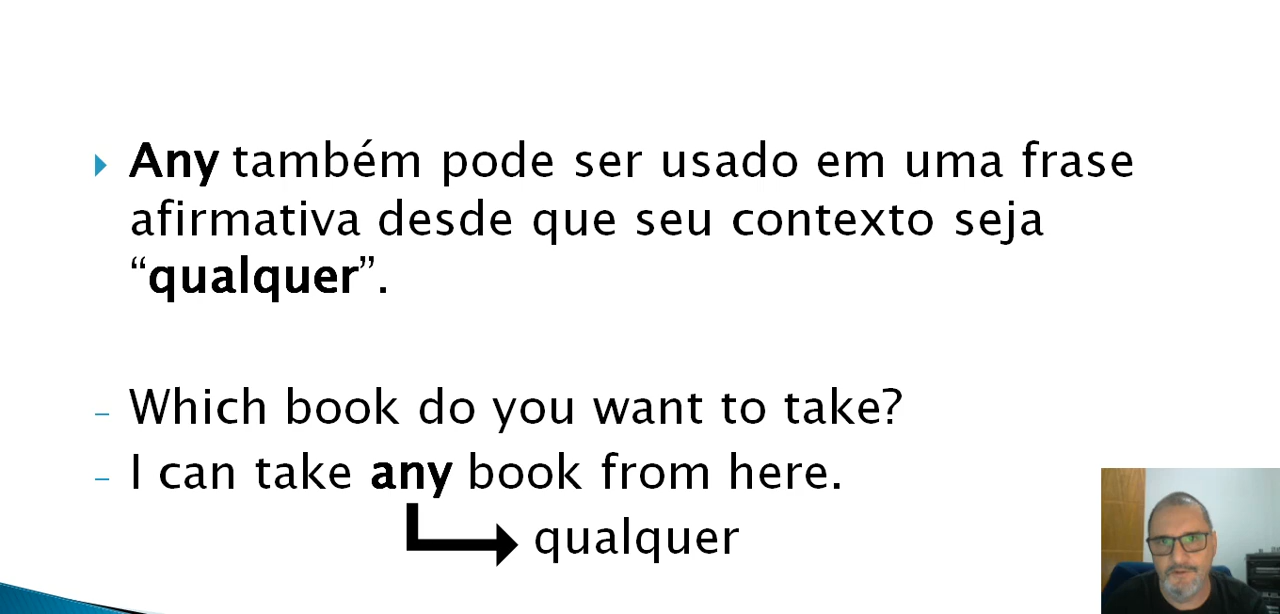 Any também pode ser usado em uma frase
afirmativa desde que seu contexto seja
“qualquer”.
– Which book do you want to take?
– I can take any book from here.
qualquer